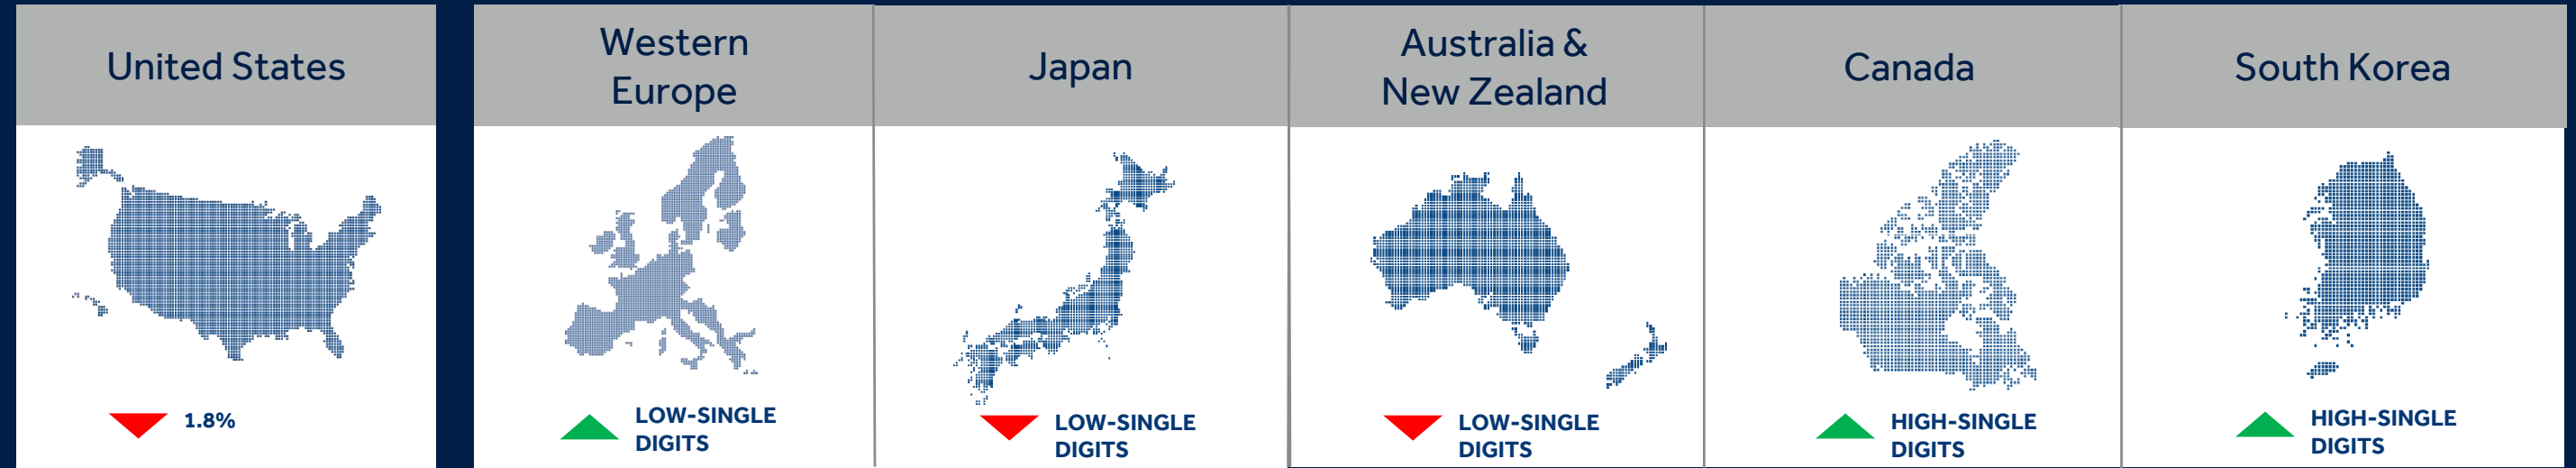 United States
Western
Europe
Japan
Australia &
New Zealand
Canada
South Korea
1.8%
LOW-SINGLE
DIGITS
LOW-SINGLE
DIGITS
LOW-SINGLE
DIGITS
HIGH-SINGLE
DIGITS
HIGH-SINGLE
DIGITS